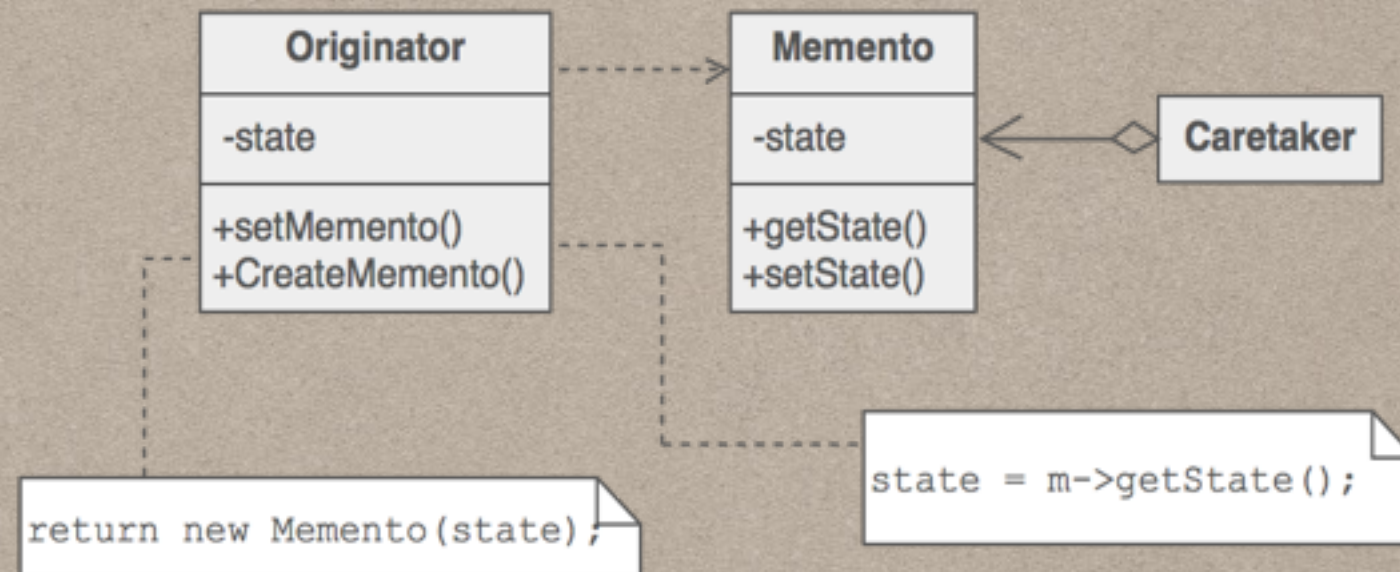 Originator
-state
+setMemento()
+CreateMemento()
Memento
-state
+getState()
+setState()
Caretaker
state = m->getState();
return new Memento(state);